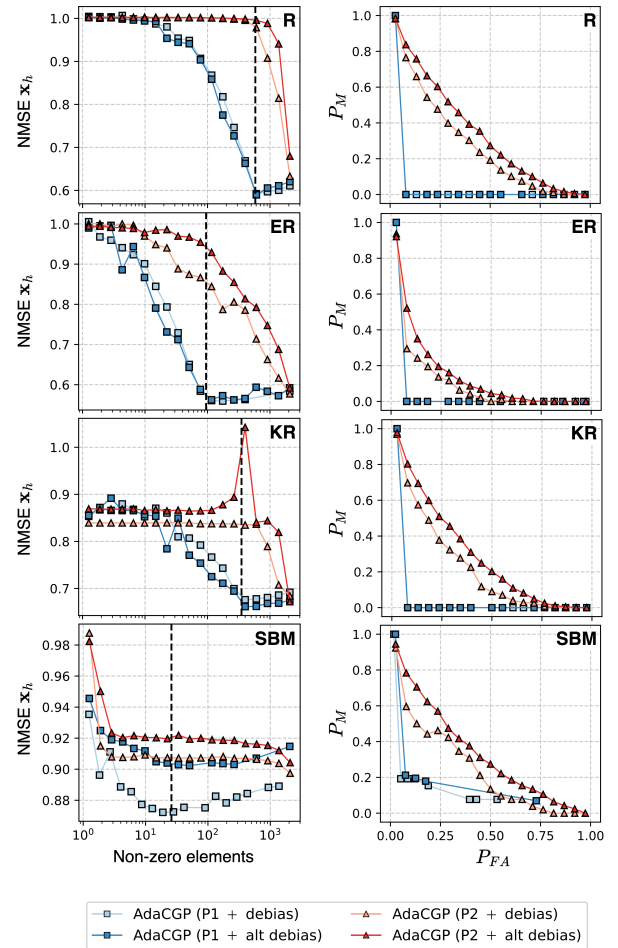 R
NMSE x_h
1.0
0.9
0.8
0.7
0.6
R
P_M
1.0
0.8
0.6
0.4
0.2
0.0
ER
NMSE x_h
1.0
0.9
0.8
0.7
0.6
ER
P_M
1.0
0.8
0.6
0.4
0.2
0.0
KR
NMSE x_h
1.0
0.9
0.8
0.7
KR
P_M
1.0
0.8
0.6
0.4
0.2
0.0
SBM
NMSE x_h
0.98
0.96
0.94
0.92
0.90
0.88
10^0 10^1 10^2 10^3
Non-zero elements
SBM
P_M
1.0
0.8
0.6
0.4
0.2
0.0
0.00 0.25 0.50 0.75 1.00
P_FA
AdaCGP (P1 + debias) AdaCGP (P2 + debias)
AdaCGP (P1 + alt debias) AdaCGP (P2 + alt debias)